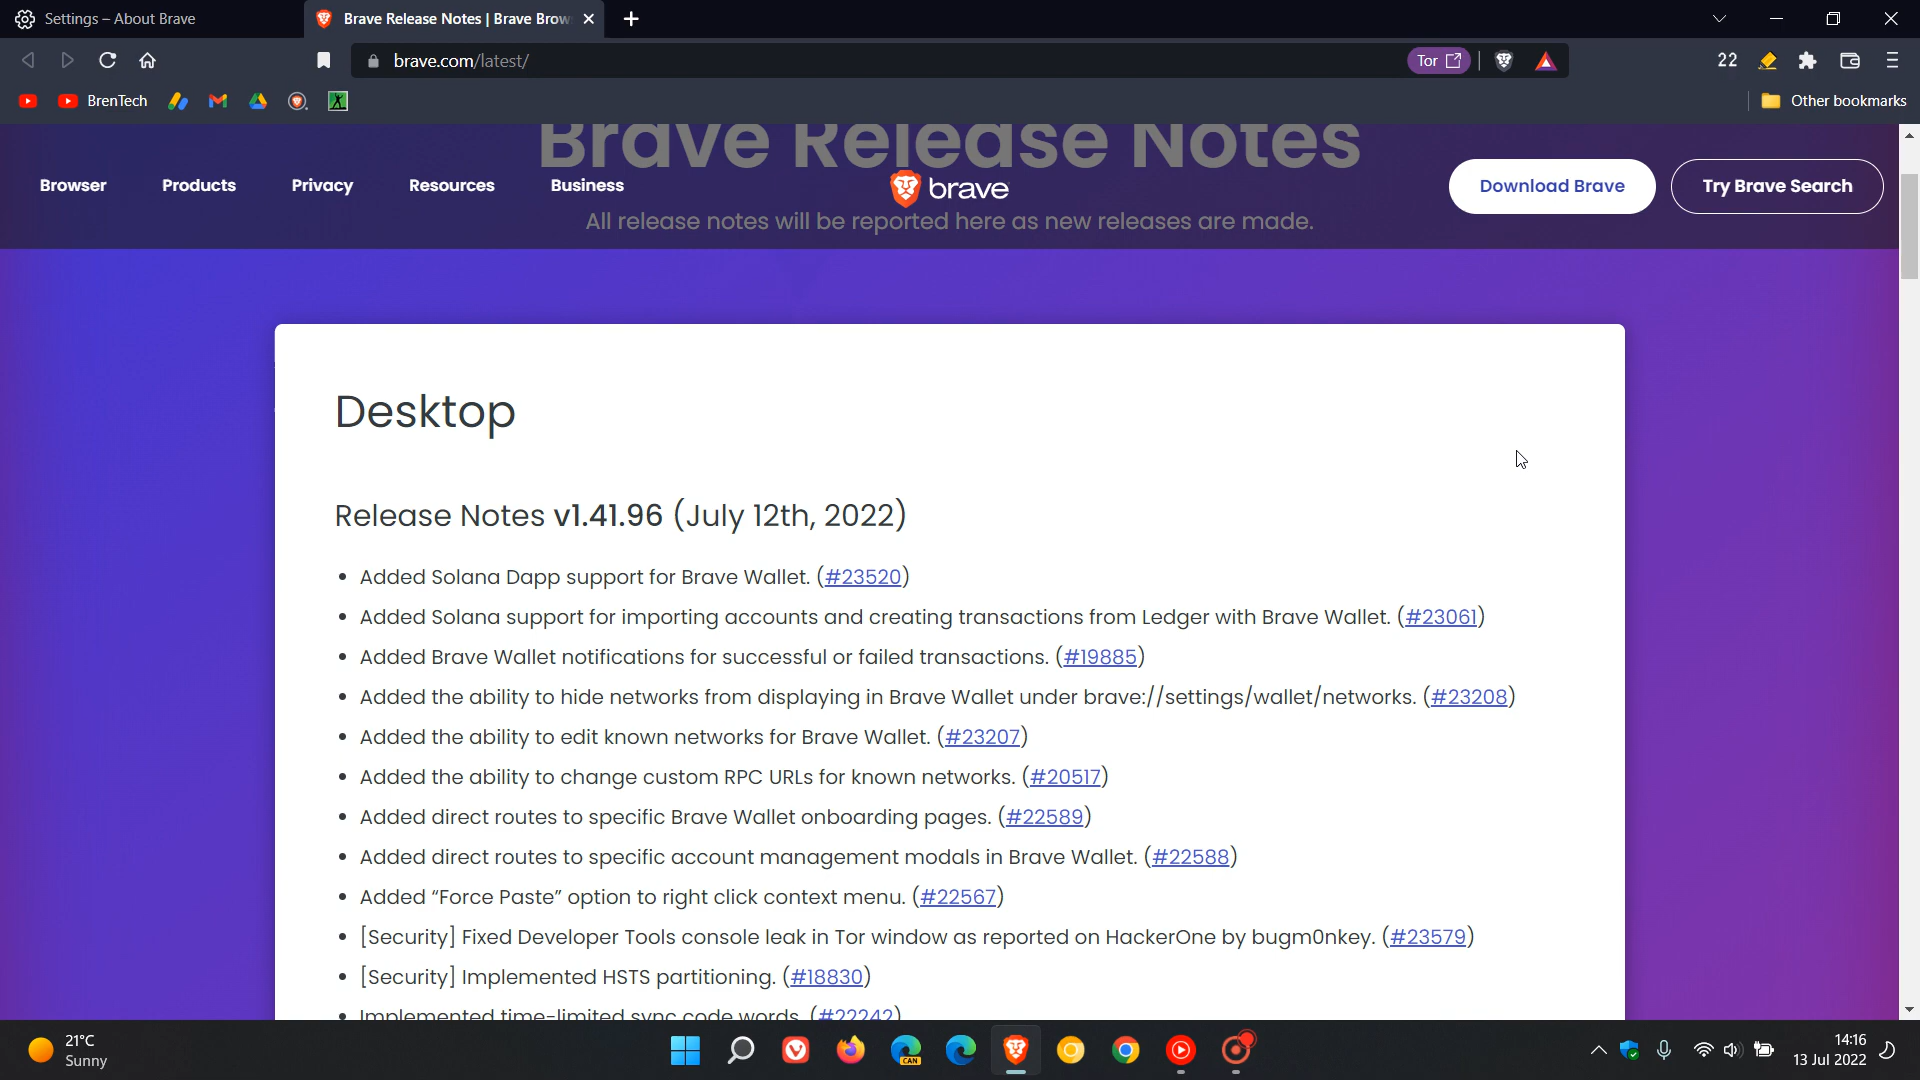 Settings – About Brave
Brave Release Notes | Brave Brow
brave.com/latest/
Tor
22
BrenTech
Other bookmarks
Brave Release Notes
Browser
Products
Privacy
Resources
Business
brave
Download Brave
Try Brave Search
All release notes will be reported here as new releases are made.
Desktop
Release Notes v1.41.96 (July 12th, 2022)
• Added Solana Dapp support for Brave Wallet. (#23520)
• Added Solana support for importing accounts and creating transactions from Ledger with Brave Wallet. (#23061)
• Added Brave Wallet notifications for successful or failed transactions. (#19885)
• Added the ability to hide networks from displaying in Brave Wallet under brave://settings/wallet/networks. (#23208)
• Added the ability to edit known networks for Brave Wallet. (#23207)
• Added the ability to change custom RPC URLs for known networks. (#20517)
• Added direct routes to specific Brave Wallet onboarding pages. (#22589)
• Added direct routes to specific account management modals in Brave Wallet. (#22588)
• Added “Force Paste” option to right click context menu. (#22567)
• [Security] Fixed Developer Tools console leak in Tor window as reported on HackerOne by bugm0nkey. (#23579)
• [Security] Implemented HSTS partitioning. (#18830)
• Implemented time-limited sync code words. (#22242)
21°C
Sunny
CAN
14:16
13 Jul 2022